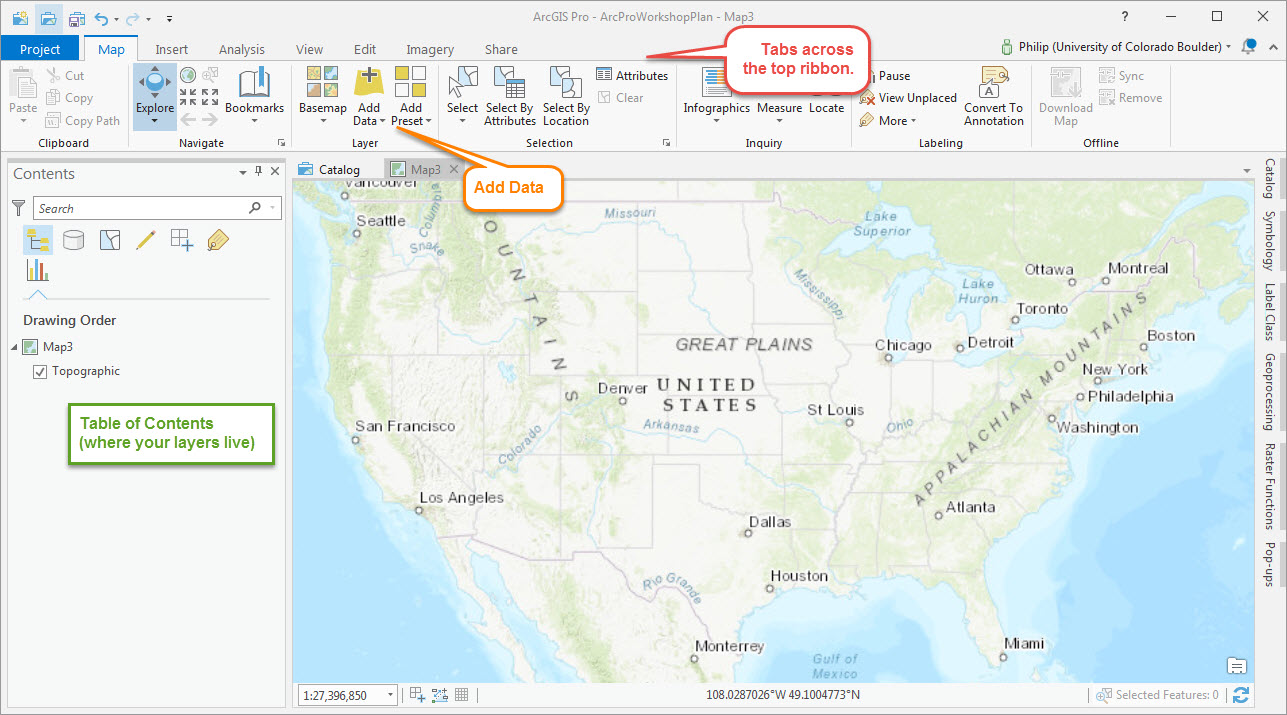 ArcGIS Pro - ArcProWorkshopPlan - Map3
?
Project Map Insert Analysis View Edit Imagery Share
Philip (University of Colorado Boulder)
Tabs across
the top ribbon.
Paste
Cut
Copy
Copy Path
Clipboard
Explore
Bookmarks
Navigate
Basemap
Add
Data
Add
Preset
Layer
Select
Select By
Attributes
Select By
Location
Attributes
Clear
Selection
Infographics
Measure
Locate
Inquiry
Pause
View Unplaced
More
Convert To
Annotation
A
Labeling
Download
Map
Sync
Remove
Offline
Add Data
Contents
Search
Drawing Order
Map3
Topographic
Table of Contents
(where your layers live)
Catalog
Map3
Vancouver
Seattle
Columbia
Snake
Missouri
Lake
Superior
Ottawa
Montreal
Lake
Huron
Mississippi
Toronto
OUNTAINS
GREAT PLAINS
Chicago
Detroit
Boston
New York
Denver
UNITED
STATES
Philadelphia
St Louis
Arkansas
Ohio
Washington
APPALACHIAN MOUNTAINS
San Francisco
Colorado
Los Angeles
Atlanta
Dallas
Houston
Rio Grande
Monterrey
Miami
Gulf of
Mexico
Catalog
Symbology
Label Class
Geoprocessing
Raster Functions
Pop-ups
1:27,396,850
108.0287026°W 49.1004773°N
Selected Features: 0